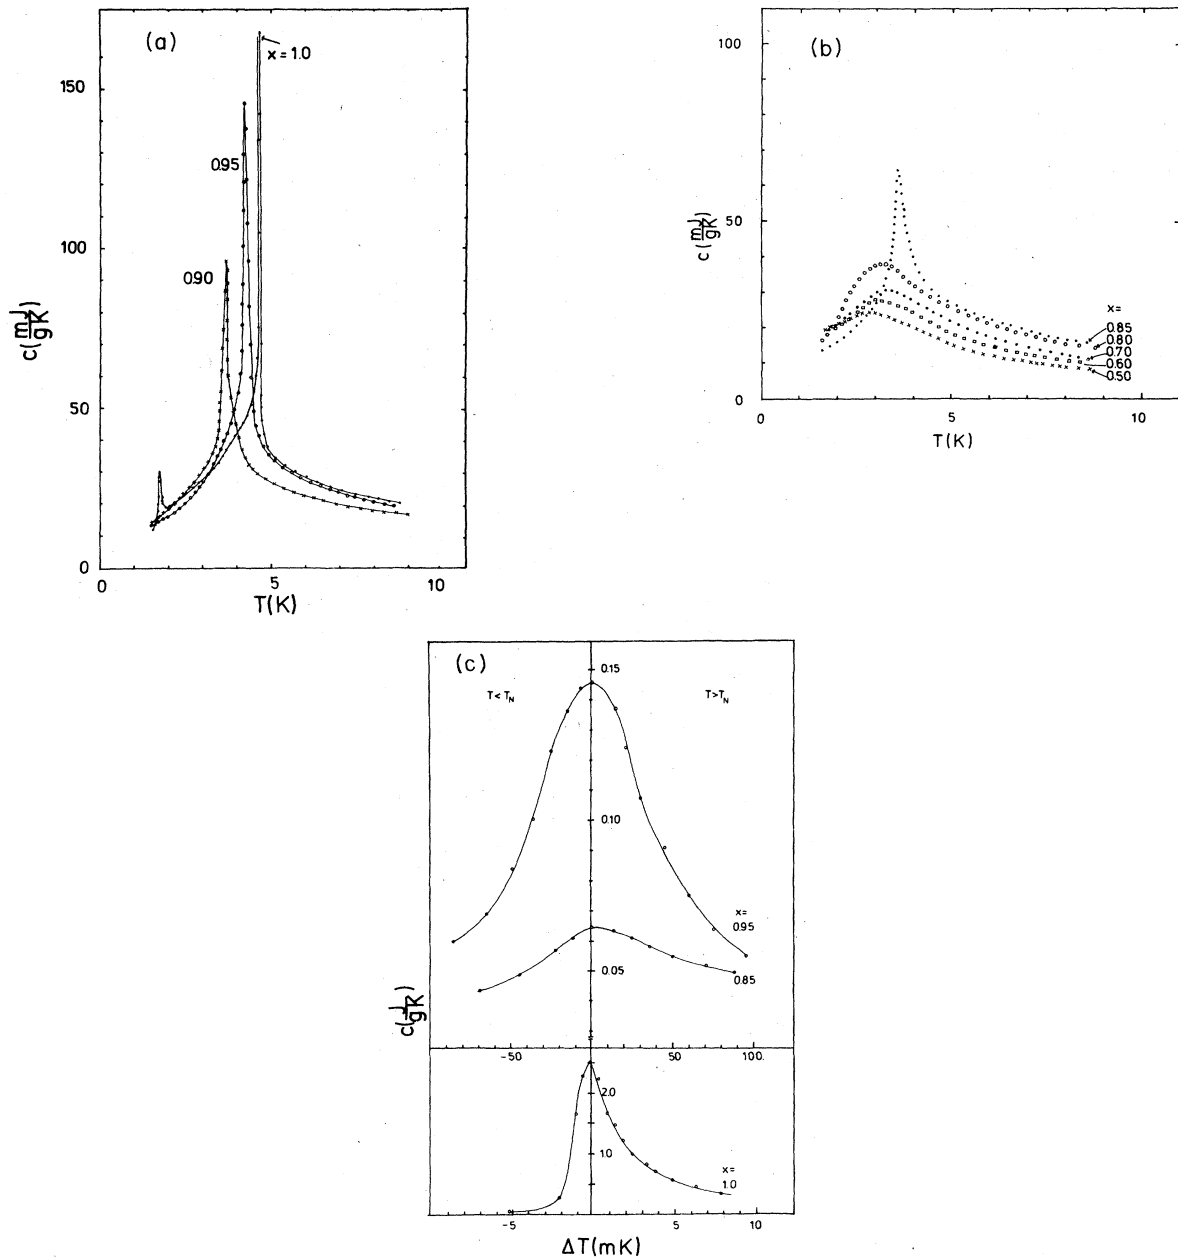 (a)
x = 1.0
150
0.95
100
0.90
c(mJ/gK)
50
0
0 5 10
T(K)
(b)
100
c(mJ/gK)
50
x=
0.85
0.80
0.70
0.60
0.50
0
0 5 10
T(K)
(c)
0.15
T < T_N
T>T_N
0.10
x=
0.95
0.05
0.85
c(J/gK)
-50 50 100.
2.0
1.0
x=
1.0
-5 5 10
ΔT(mK)